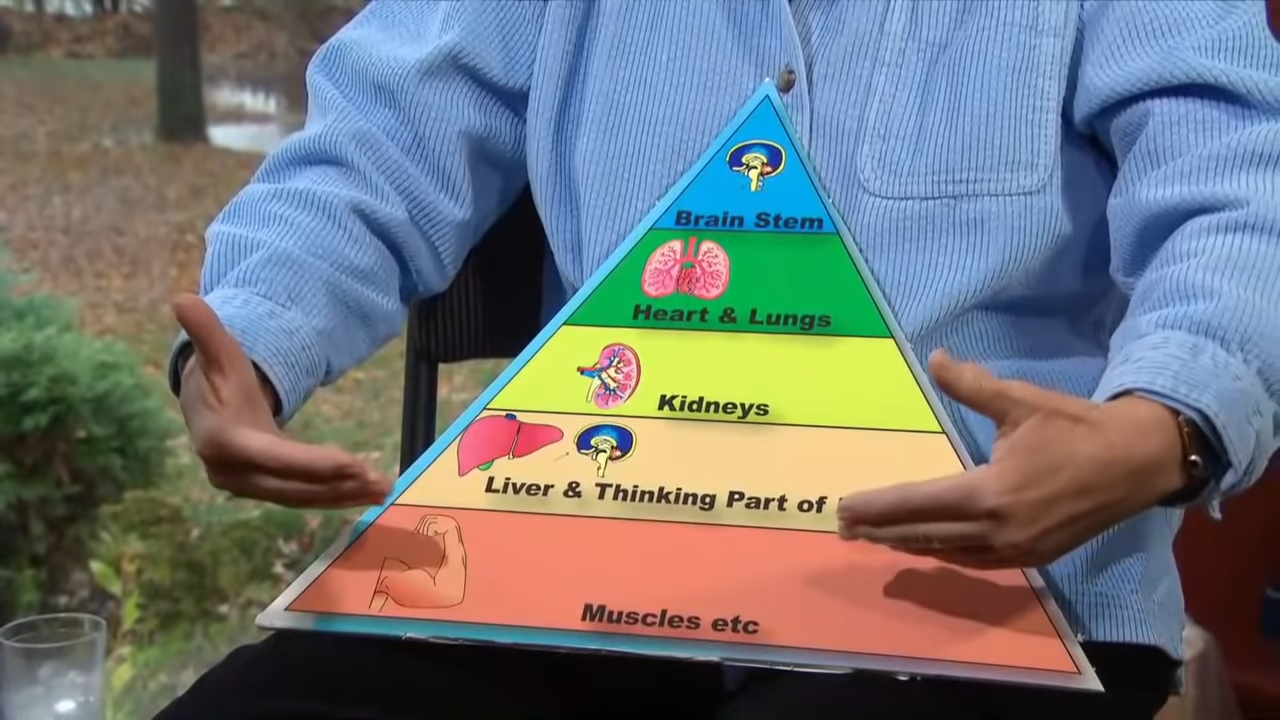 Brain Stem
Heart & Lungs
Kidneys
Liver & Thinking Part of
Muscles etc